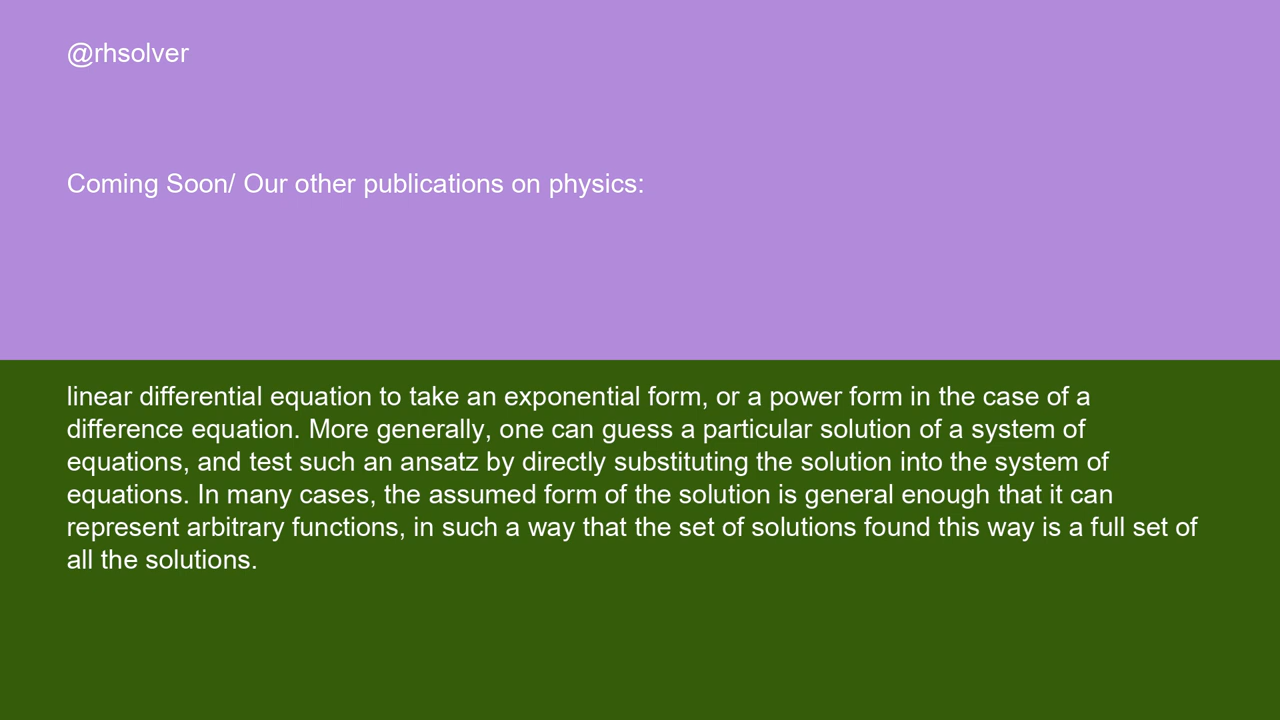 @rhsolver
Coming Soon/ Our other publications on physics:
linear differential equation to take an exponential form, or a power form in the case of a
difference equation. More generally, one can guess a particular solution of a system of
equations, and test such an ansatz by directly substituting the solution into the system of
equations. In many cases, the assumed form of the solution is general enough that it can
represent arbitrary functions, in such a way that the set of solutions found this way is a full set of
all the solutions.